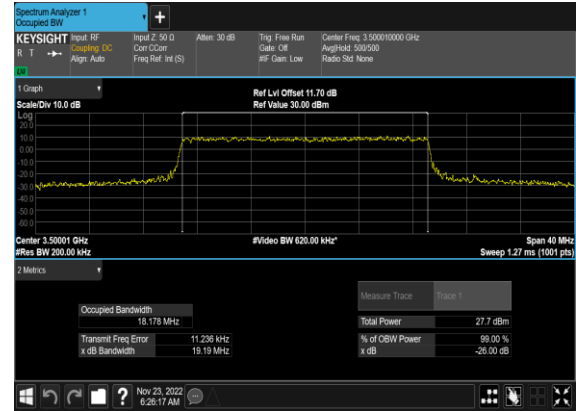 Spectrum Analyzer 1
Occupied BW
KEYSIGHT Input: RF Input Z: 50 Ω Atten: 30 dB Trig: Free Run Center Freq: 3.500010000 GHz
R T Coupling: DC Corr CCorr Gate: Off Avg|Hold: 500/500
Align: Auto Freq Ref: Int (S) #IF Gain: Low Radio Std: None
1 Graph
Ref Lvl Offset 11.70 dB
Scale/Div 10.0 dB Ref Value 30.00 dBm
Log
20.0
10.0
0.00
-10.0
-20.0
-30.0
-40.0
-50.0
-60.0
Center 3.50001 GHz #Video BW 620.00 kHz* Span 40 MHz
#Res BW 200.00 kHz Sweep 1.27 ms (1001 pts)
2 Metrics
Measure Trace Trace 1
Occupied Bandwidth
18.178 MHz
Total Power 27.7 dBm
Transmit Freq Error 11.236 kHz % of OBW Power 99.00 %
x dB Bandwidth 19.19 MHz x dB -26.00 dB
Nov 23, 2022
6:26:17 AM